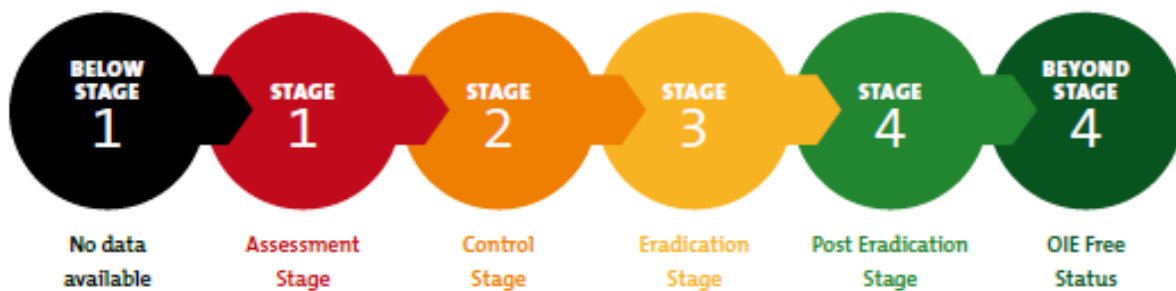 BELOW
STAGE
1
STAGE
1
STAGE
2
STAGE
3
STAGE
4
BEYOND
STAGE
4
No data
available
Assessment
Stage
Control
Stage
Eradication
Stage
Post Eradication
Stage
OIE Free
Status